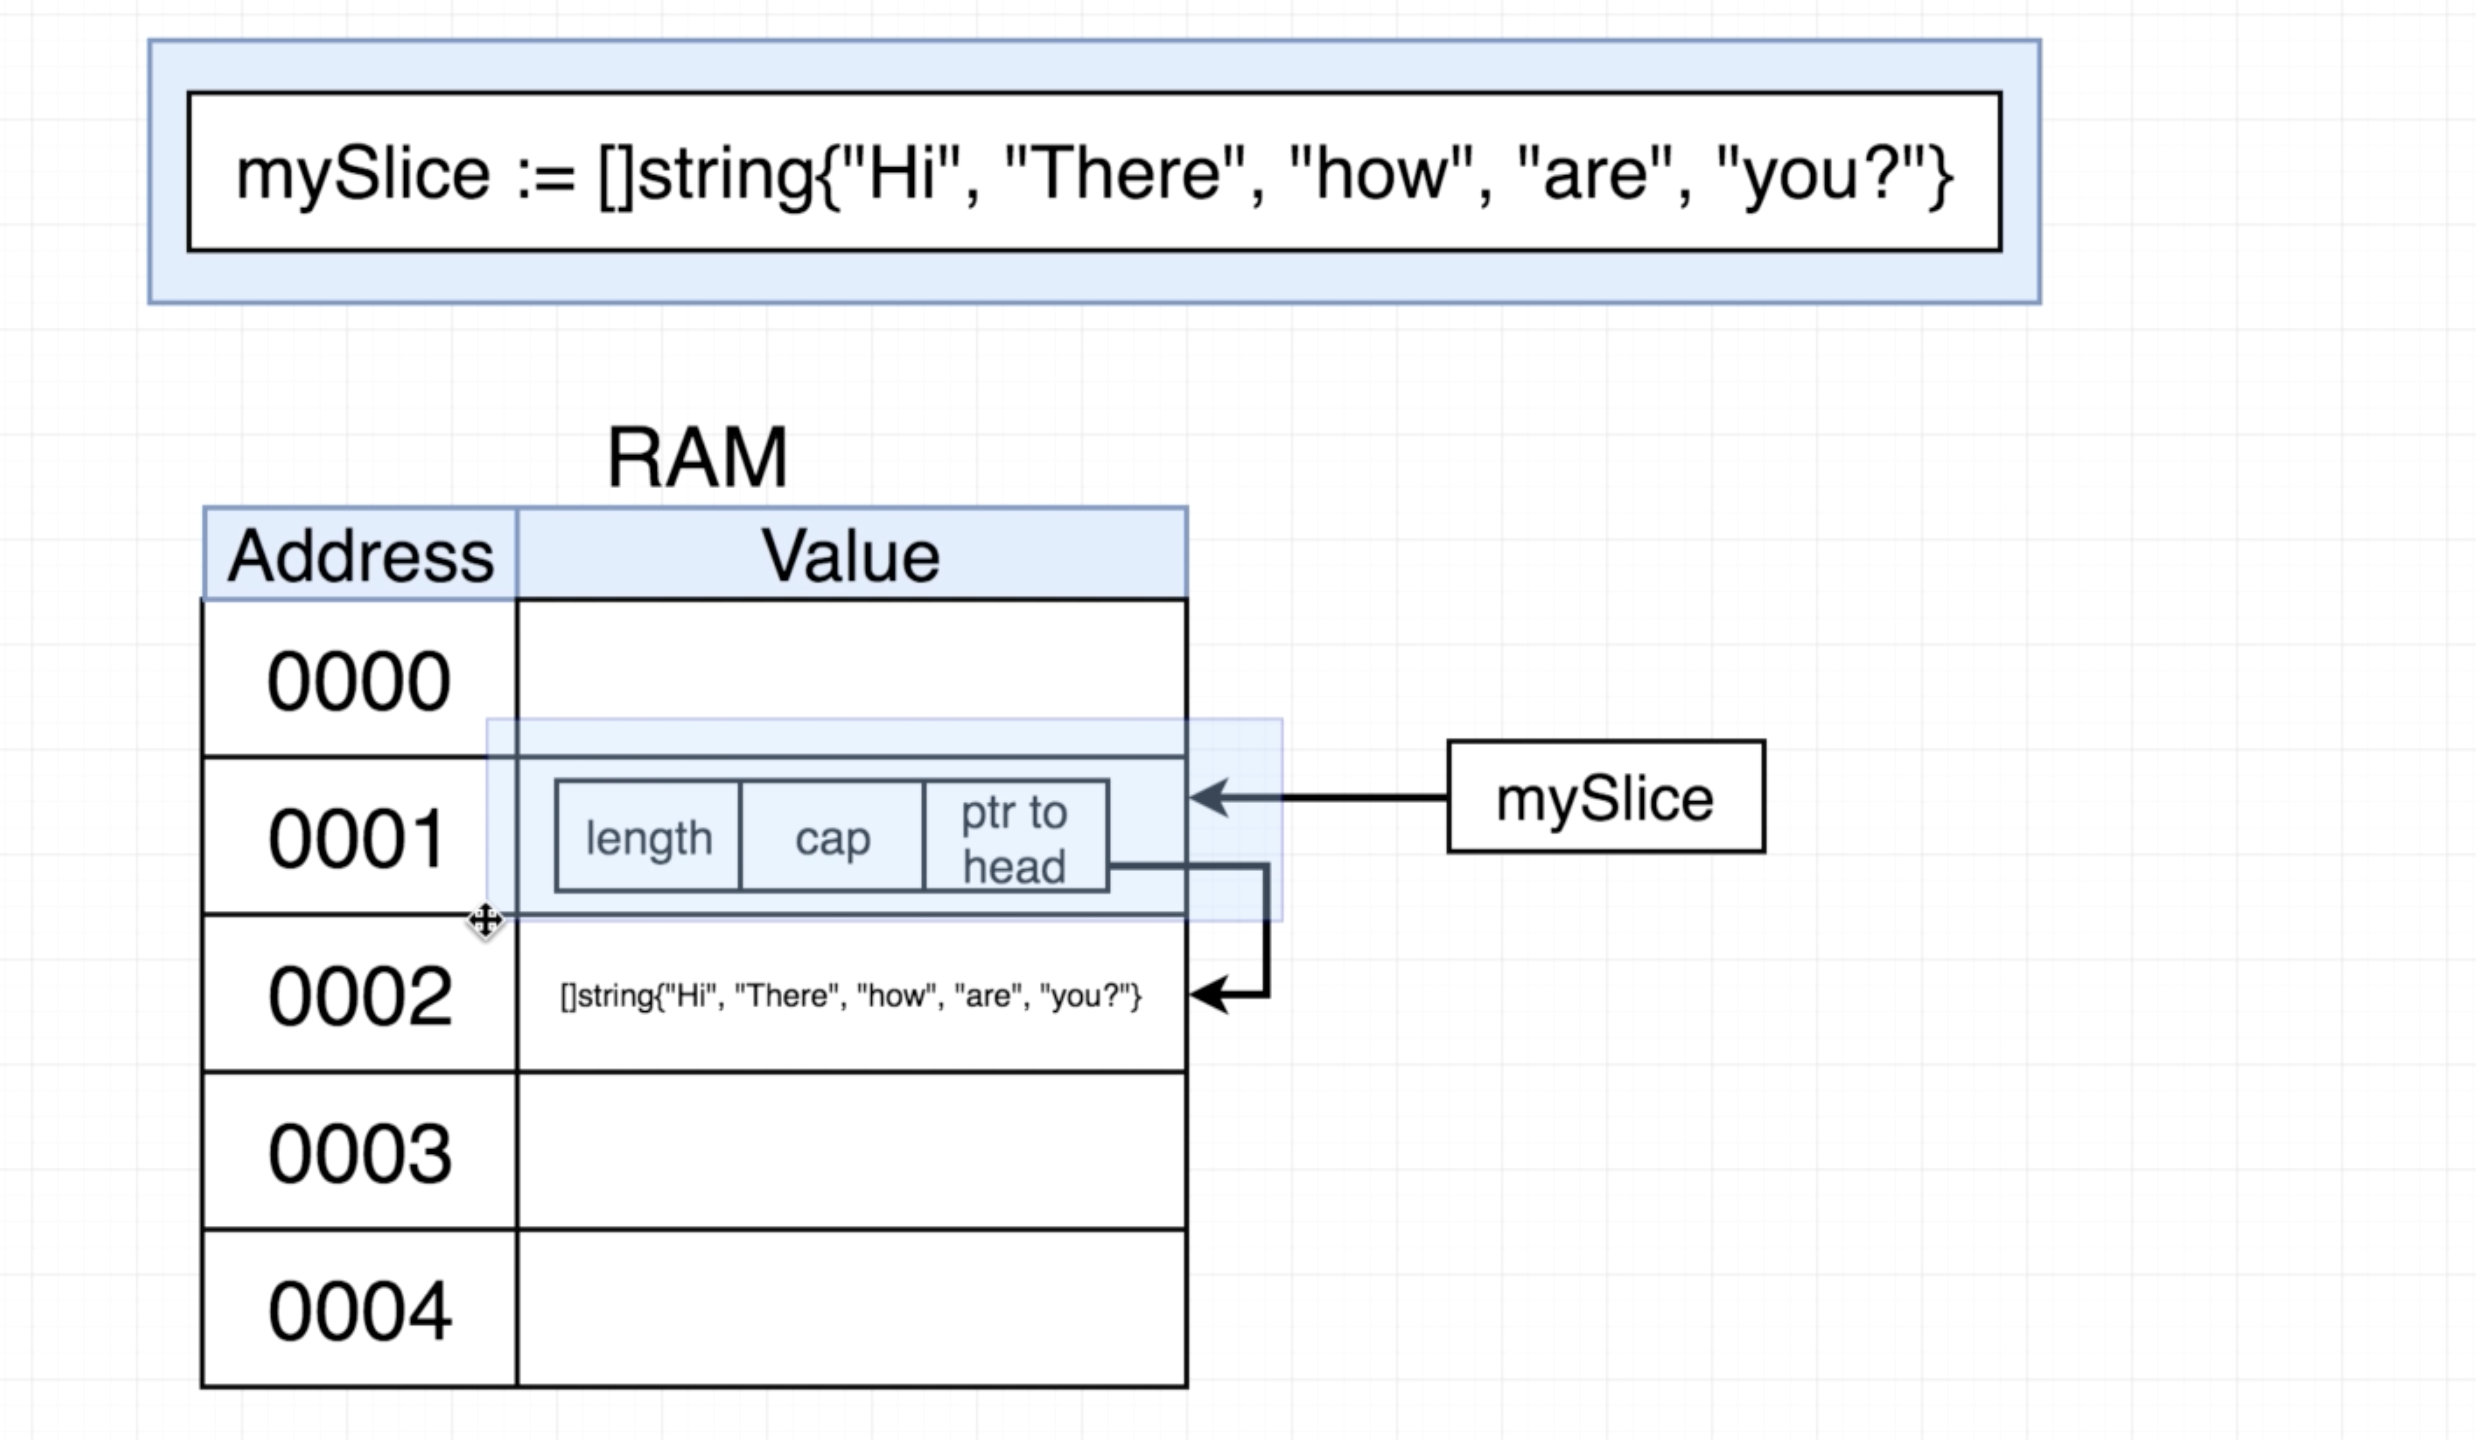 mySlice := []string{"Hi", "There", "how", "are", "you?"}
RAM
Address Value
0000
0001 length cap ptr to head
mySlice
0002 []string{"Hi", "There", "how", "are", "you?"}
0003
0004